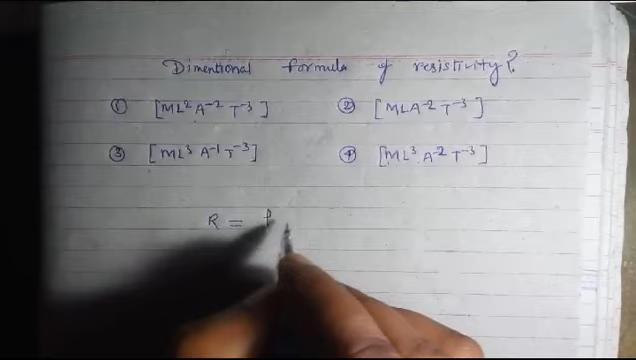 Dimentional formula of resistivity?
① [ML² A⁻² T⁻³] ② [MLA⁻² T⁻³]
③ [ML³ A⁻¹ T⁻³] ④ [ML³ A⁻² T⁻³]
R = ρ